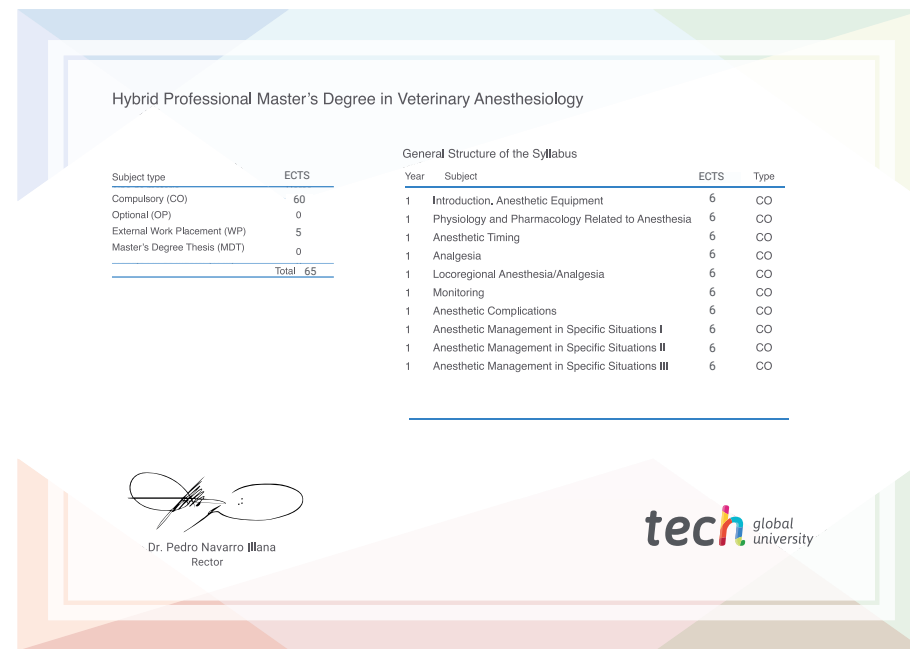 Hybrid Professional Master's Degree in Veterinary Anesthesiology
Subject type ECTS
Compulsory (CO) 60
Optional (OP) 0
External Work Placement (WP) 5
Master's Degree Thesis (MDT) 0
Total 65
General Structure of the Syllabus
Year Subject ECTS Type
1 Introduction. Anesthetic Equipment 6 CO
1 Physiology and Pharmacology Related to Anesthesia 6 CO
1 Anesthetic Timing 6 CO
1 Analgesia 6 CO
1 Locoregional Anesthesia/Analgesia 6 CO
1 Monitoring 6 CO
1 Anesthetic Complications 6 CO
1 Anesthetic Management in Specific Situations I 6 CO
1 Anesthetic Management in Specific Situations II 6 CO
1 Anesthetic Management in Specific Situations III 6 CO
Dr. Pedro Navarro Illana
Rector
tech global
university